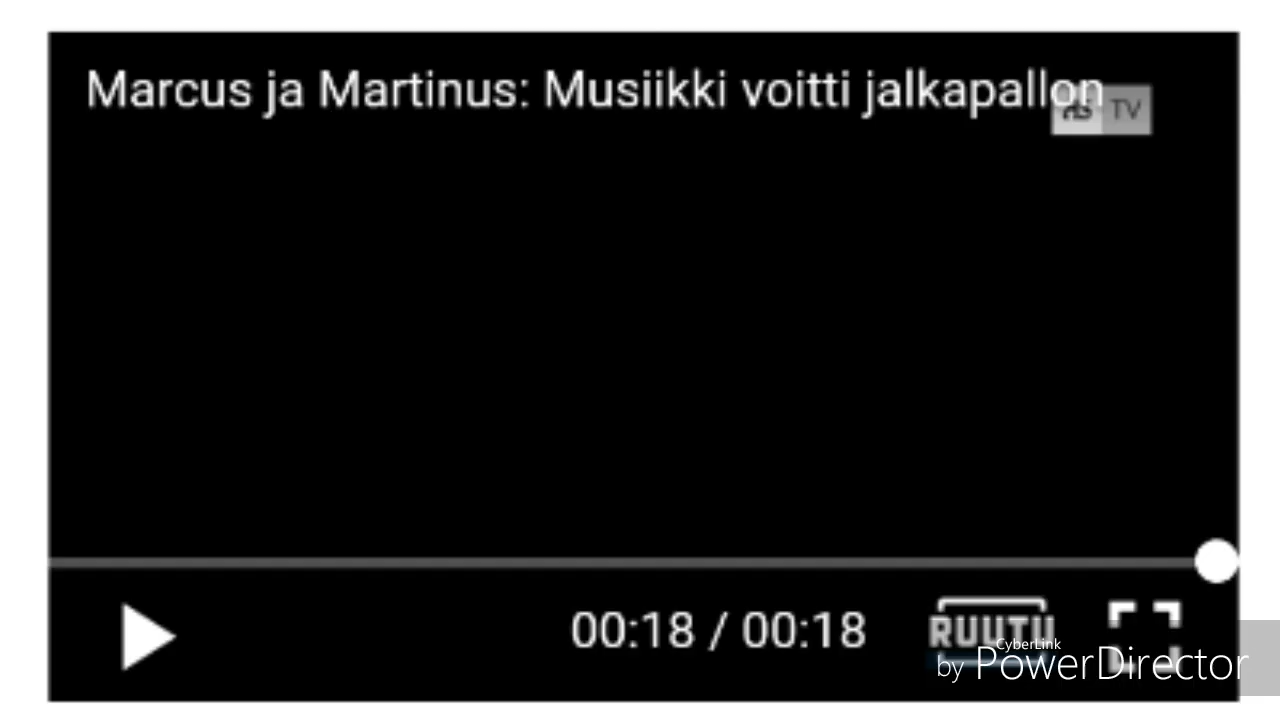 Marcus ja Martinus: Musiikki voitti jalkapallon
TV
00:18 / 00:18
RUUTU
CyberLink
by PowerDirector